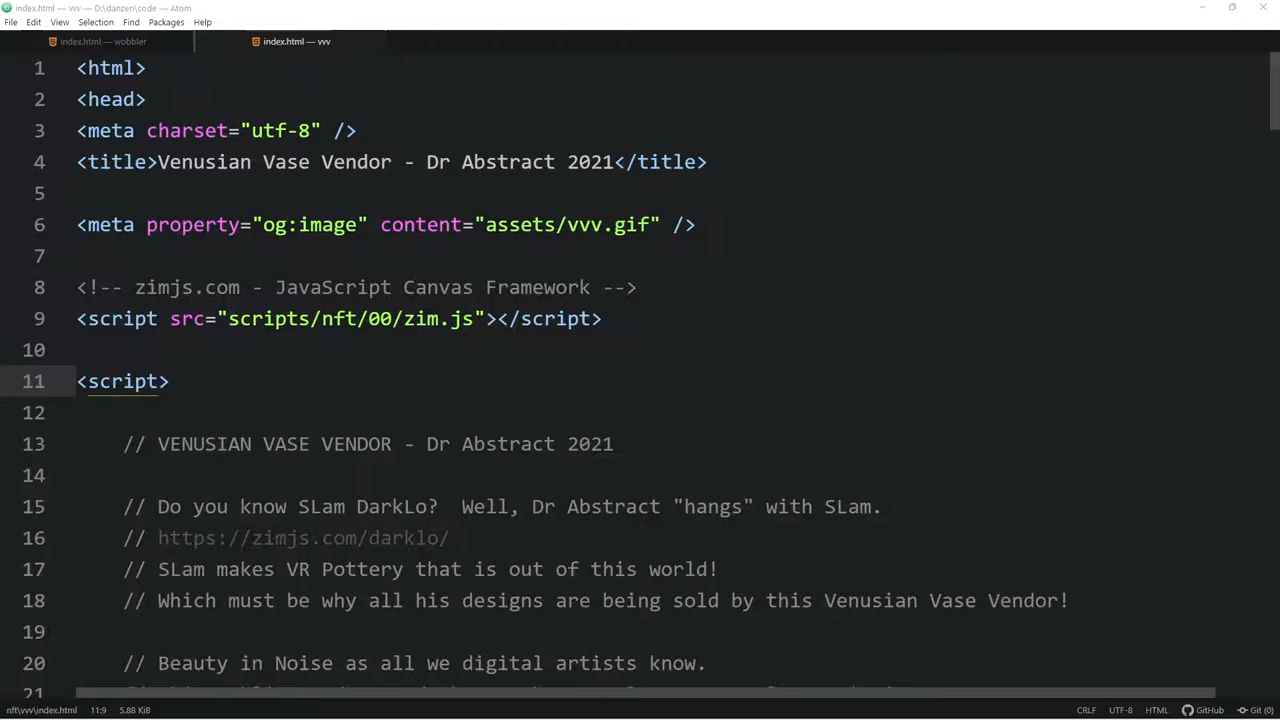 index.html — vvv — D:\danzen\code — Atom
File Edit View Selection Find Packages Help
index.html — wobbler index.html — vvv
1 <html>
2 <head>
3 <meta charset="utf-8" />
4 <title>Venusian Vase Vendor - Dr Abstract 2021</title>
5
6 <meta property="og:image" content="assets/vvv.gif" />
7
8 <!-- zimjs.com - JavaScript Canvas Framework -->
9 <script src="scripts/nft/00/zim.js"></script>
10
11 <script>
12
13 // VENUSIAN VASE VENDOR - Dr Abstract 2021
14
15 // Do you know SLam DarkLo?  Well, Dr Abstract "hangs" with SLam.
16 // https://zimjs.com/darklo/
17 // SLam makes VR Pottery that is out of this world!
18 // Which must be why all his designs are being sold by this Venusian Vase Vendor!
19
20 // Beauty in Noise as all we digital artists know.
21
nft\vvv\index.html 11:9 5.88 KiB CRLF UTF-8 HTML GitHub Git (0)